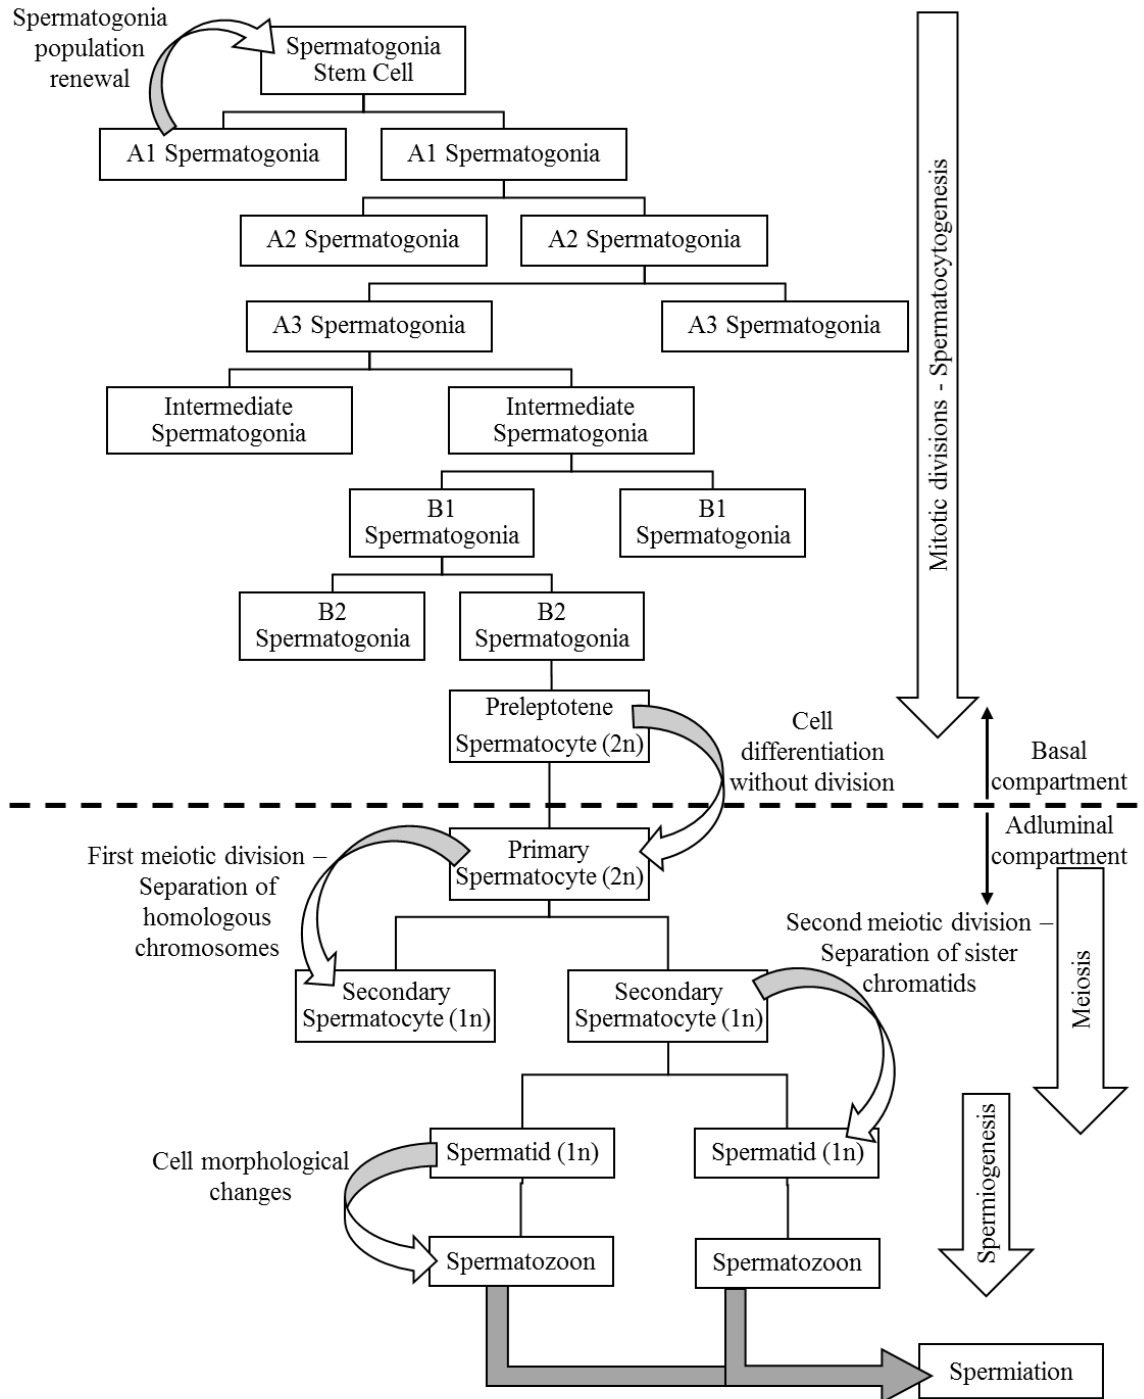 Spermatogonia
population
renewal
Spermatogonia
Stem Cell
A1 Spermatogonia
A1 Spermatogonia
A2 Spermatogonia
A2 Spermatogonia
A3 Spermatogonia
A3 Spermatogonia
Intermediate
Spermatogonia
Intermediate
Spermatogonia
B1
Spermatogonia
B1
Spermatogonia
B2
Spermatogonia
B2
Spermatogonia
Mitotic divisions - Spermatocytogenesis
Preleptotene
Spermatocyte (2n)
Cell
differentiation
without division
Basal
compartment
Adluminal
compartment
Primary
Spermatocyte (2n)
First meiotic division –
Separation of
homologous
chromosomes
Second meiotic division –
Separation of sister
chromatids
Meiosis
Secondary
Spermatocyte (1n)
Secondary
Spermatocyte (1n)
Spermatid (1n)
Spermatid (1n)
Cell morphological
changes
Spermiogenesis
Spermatozoon
Spermatozoon
Spermiation